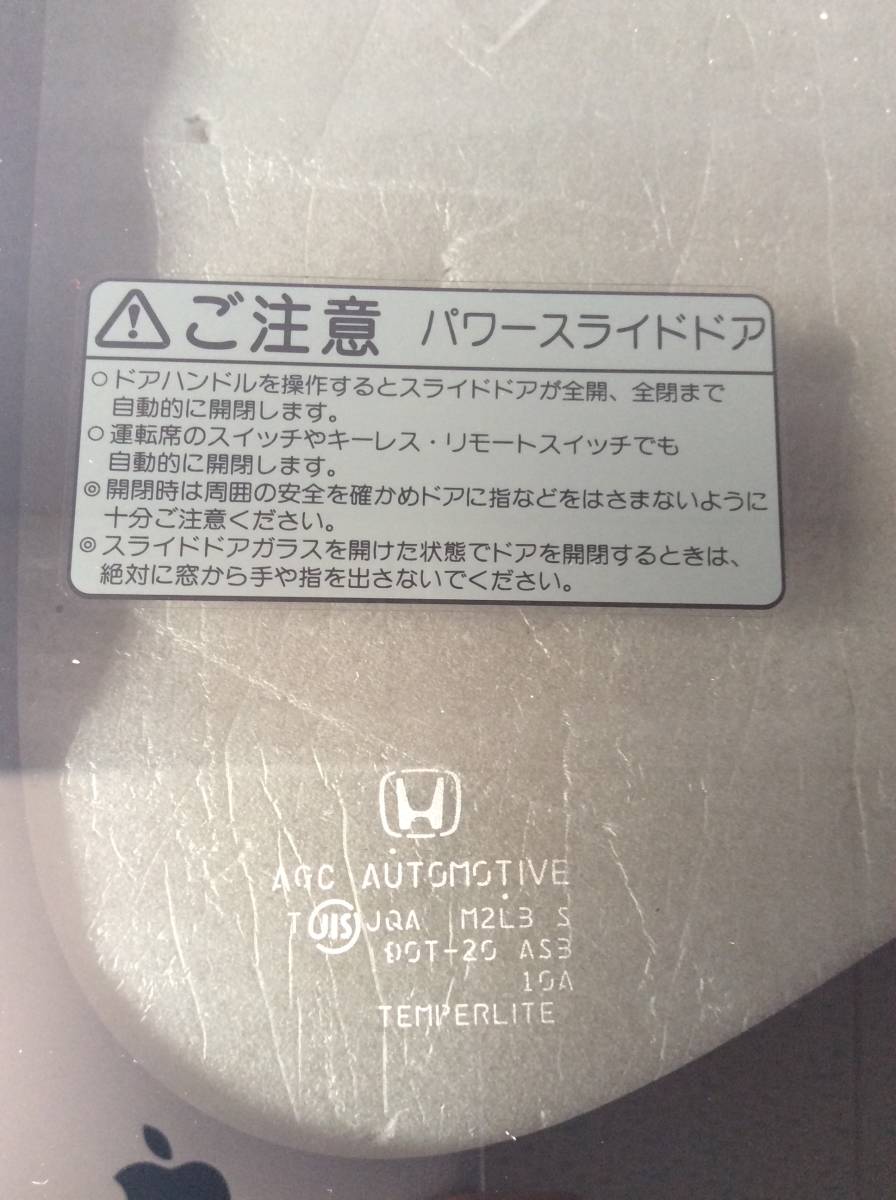 ご注意 パワースライドドア
○ドアハンドルを操作するとスライドドアが全開、全閉まで
自動的に開閉します。
○運転席のスイッチやキーレス・リモートスイッチでも
自動的に開閉します。
◎開閉時は周囲の安全を確かめドアに指などをはさまないように
十分ご注意ください。
◎スライドドアガラスを開けた状態でドアを開閉するときは、
絶対に窓から手や指を出さないでください。
AGC AUTOMOTIVE
T JIS JQA M2L3 S
DOT-20 AS3
10A
TEMPERLITE